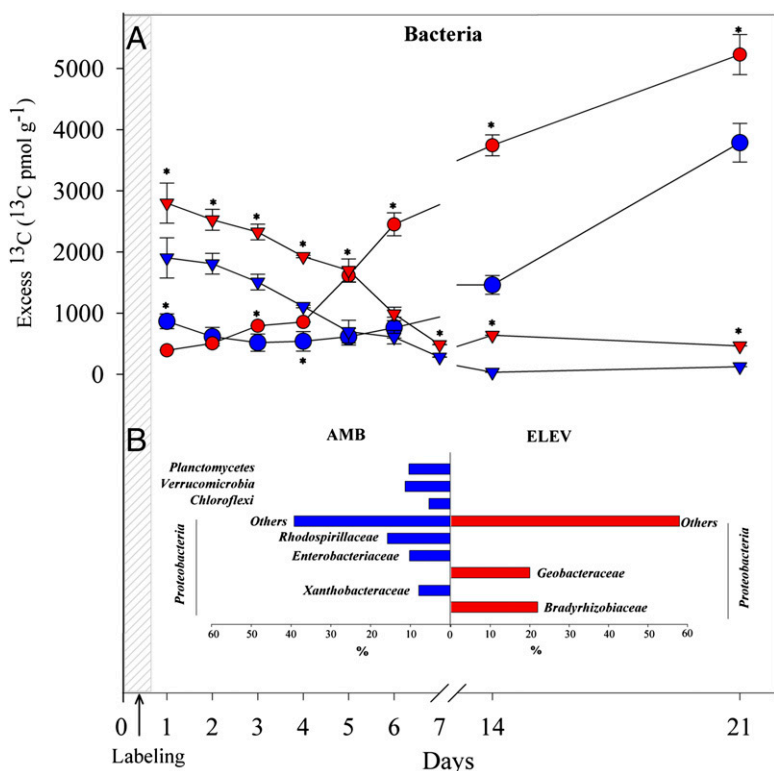 A
Bacteria
Excess ¹³C (¹³C pmol g⁻¹)
5000
4000
3000
2000
1000
0
* * * * * * * * * *
* * * *
B
AMB ELEV
Planctomycetes
Verrucomicrobia
Chloroflexi
Others Others
Rhodospirillaceae
Enterobacteriaceae
Geobacteraceae
Xanthobacteraceae
Bradyrhizobiaceae
Proteobacteria Proteobacteria
60 50 40 30 20 10 0 10 20 30 40 50 60
% %
0 1 2 3 4 5 6 7 14 21
Labeling Days